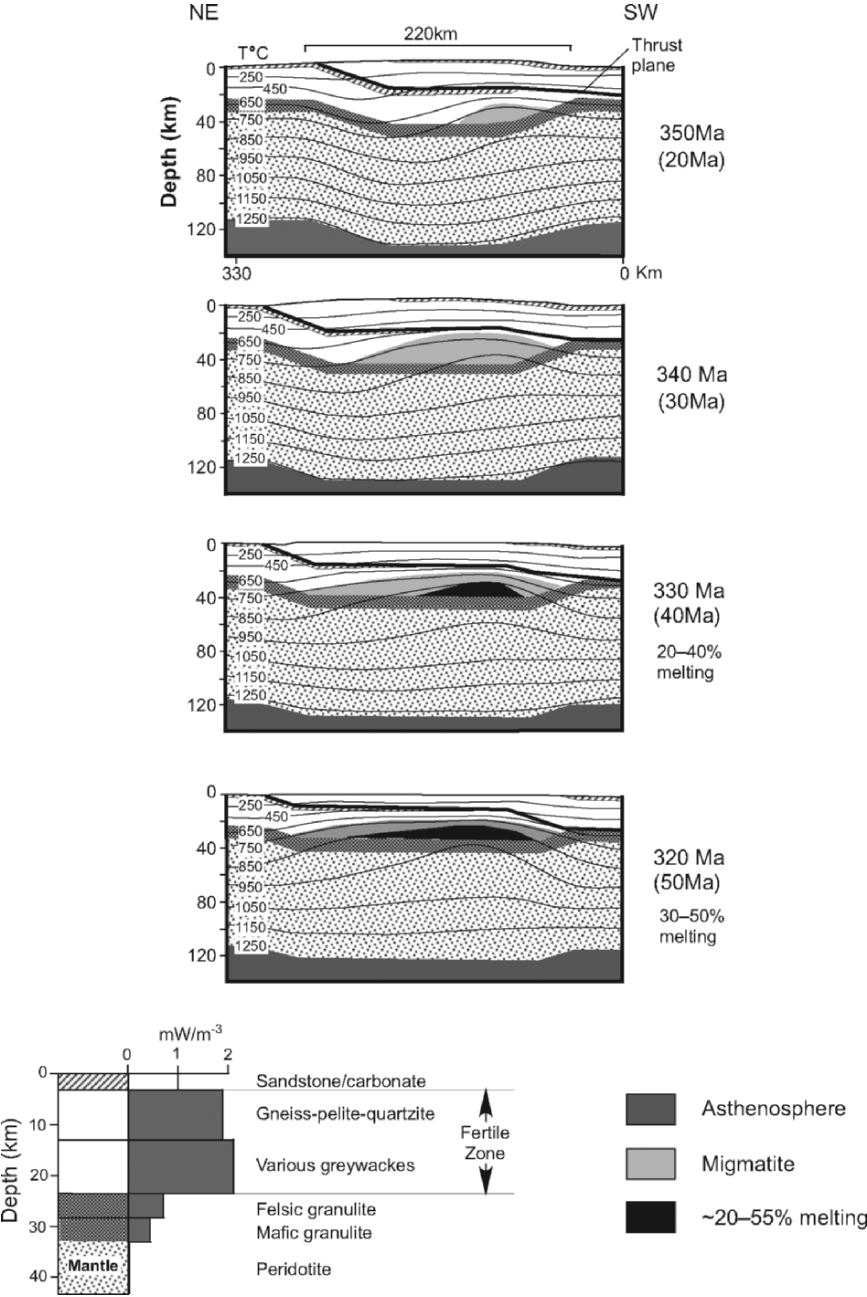 NE
SW
220km
T°C
Thrust
plane
0
250
450
650
40
750
850
950
80
1050
1150
120
1250
Depth (km)
350Ma
(20Ma)
330
0 Km
0
250
450
650
40
750
850
950
80
1050
1150
120
1250
340 Ma
(30Ma)
0
250
450
650
40
750
850
950
80
1050
1150
120
1250
330 Ma
(40Ma)
20–40%
melting
0
250
450
650
40
750
850
950
80
1050
1150
120
1250
320 Ma
(50Ma)
30–50%
melting
mW/m-³
0 1 2
0
10
20
30
40
Depth (km)
Sandstone/carbonate
Gneiss-pelite-quartzite
Fertile
Zone
Various greywackes
Felsic granulite
Mafic granulite
Mantle
Peridotite
Asthenosphere
Migmatite
~20–55% melting